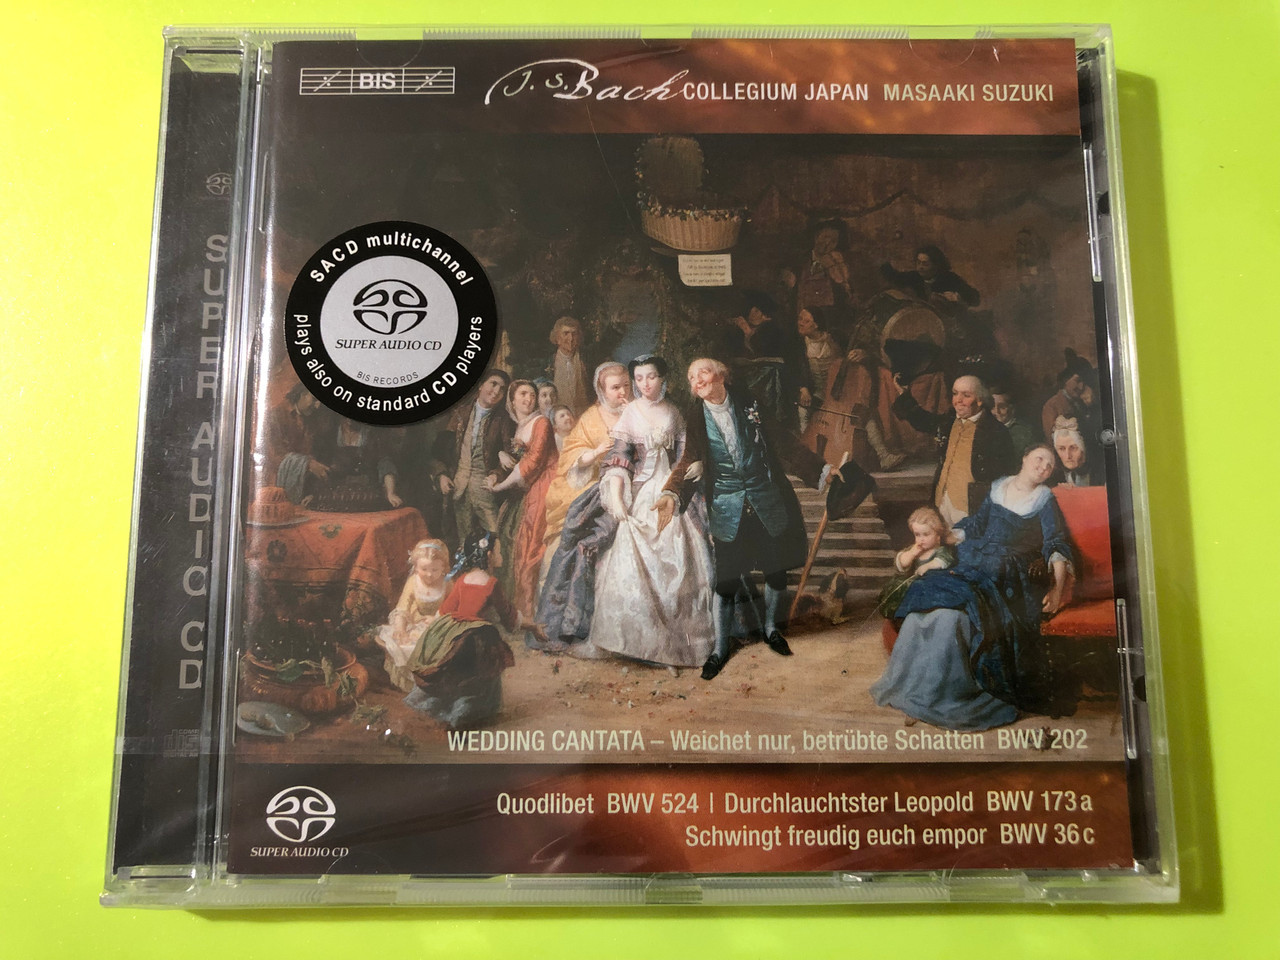 BIS
J. S. Bach COLLEGIUM JAPAN MASAAKI SUZUKI
SACD multichannel
SUPER AUDIO CD
BIS RECORDS
plays also on standard CD players
SUPER AUDIO CD
WEDDING CANTATA – Weichet nur, betrübte Schatten BWV 202
Quodlibet BWV 524 | Durchlauchtster Leopold BWV 173a
Schwingt freudig euch empor BWV 36c
SUPER AUDIO CD